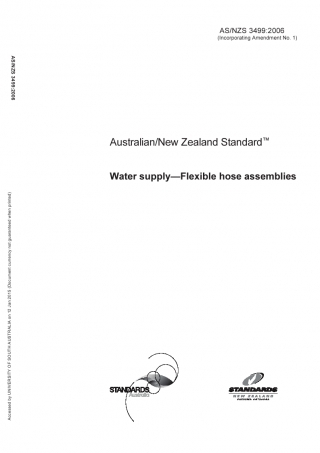 AS/NZS 3499:2006
(Incorporating Amendment No. 1)
AS/NZS 3499:2006
Australian/New Zealand Standard™
Water supply—Flexible hose assemblies
Accessed by UNIVERSITY OF SOUTH AUSTRALIA on 12 Jan 2015 (Document currency not guaranteed when printed)
STANDARDS
Australia
STANDARDS
NEW ZEALAND